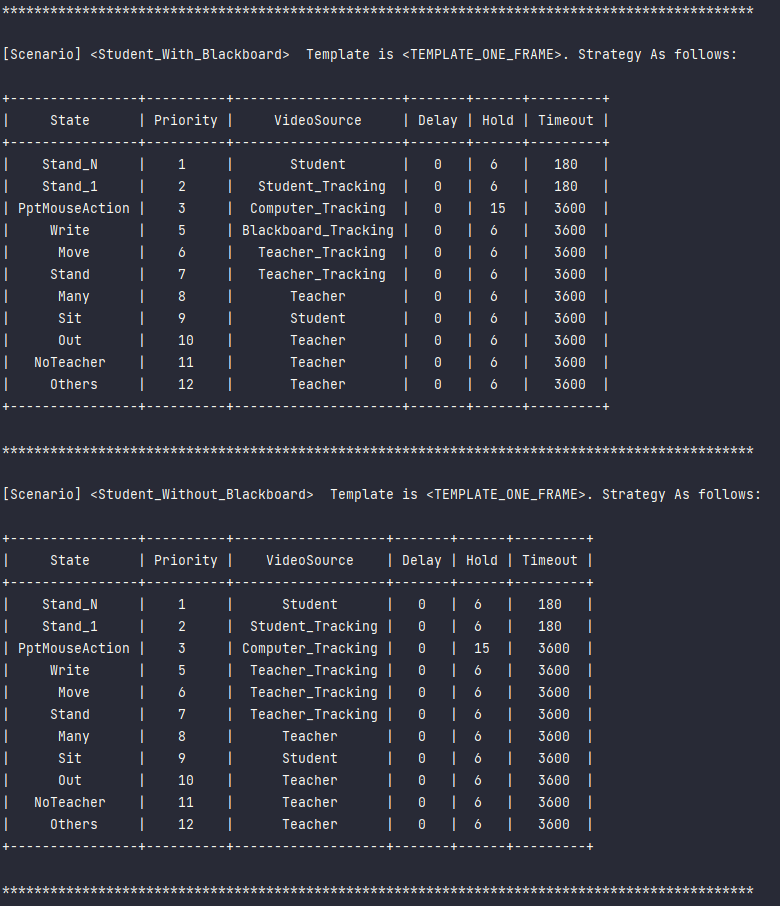 **********************************************************************************************
[Scenario] <Student_With_Blackboard>  Template is <TEMPLATE_ONE_FRAME>. Strategy As follows:
+----------------+----------+---------------------+-------+------+---------+
|     State      | Priority |     VideoSource     | Delay | Hold | Timeout |
+----------------+----------+---------------------+-------+------+---------+
|    Stand_N     |    1     |       Student       |   0   |  6   |   180   |
|    Stand_1     |    2     |   Student_Tracking  |   0   |  6   |   180   |
| PptMouseAction |    3     |  Computer_Tracking  |   0   |  15  |   3600  |
|     Write      |    5     | Blackboard_Tracking |   0   |  6   |   3600  |
|      Move      |    6     |   Teacher_Tracking  |   0   |  6   |   3600  |
|     Stand      |    7     |   Teacher_Tracking  |   0   |  6   |   3600  |
|      Many      |    8     |       Teacher       |   0   |  6   |   3600  |
|      Sit       |    9     |       Student       |   0   |  6   |   3600  |
|      Out       |    10    |       Teacher       |   0   |  6   |   3600  |
|   NoTeacher    |    11    |       Teacher       |   0   |  6   |   3600  |
|     Others     |    12    |       Teacher       |   0   |  6   |   3600  |
+----------------+----------+---------------------+-------+------+---------+
**********************************************************************************************
[Scenario] <Student_Without_Blackboard>  Template is <TEMPLATE_ONE_FRAME>. Strategy As follows:
+----------------+----------+-------------------+-------+------+---------+
|     State      | Priority |    VideoSource    | Delay | Hold | Timeout |
+----------------+----------+-------------------+-------+------+---------+
|    Stand_N     |    1     |      Student      |   0   |  6   |   180   |
|    Stand_1     |    2     |  Student_Tracking |   0   |  6   |   180   |
| PptMouseAction |    3     | Computer_Tracking |   0   |  15  |   3600  |
|     Write      |    5     |  Teacher_Tracking |   0   |  6   |   3600  |
|      Move      |    6     |  Teacher_Tracking |   0   |  6   |   3600  |
|     Stand      |    7     |  Teacher_Tracking |   0   |  6   |   3600  |
|      Many      |    8     |      Teacher      |   0   |  6   |   3600  |
|      Sit       |    9     |      Student      |   0   |  6   |   3600  |
|      Out       |    10    |      Teacher      |   0   |  6   |   3600  |
|   NoTeacher    |    11    |      Teacher      |   0   |  6   |   3600  |
|     Others     |    12    |      Teacher      |   0   |  6   |   3600  |
+----------------+----------+-------------------+-------+------+---------+
**********************************************************************************************